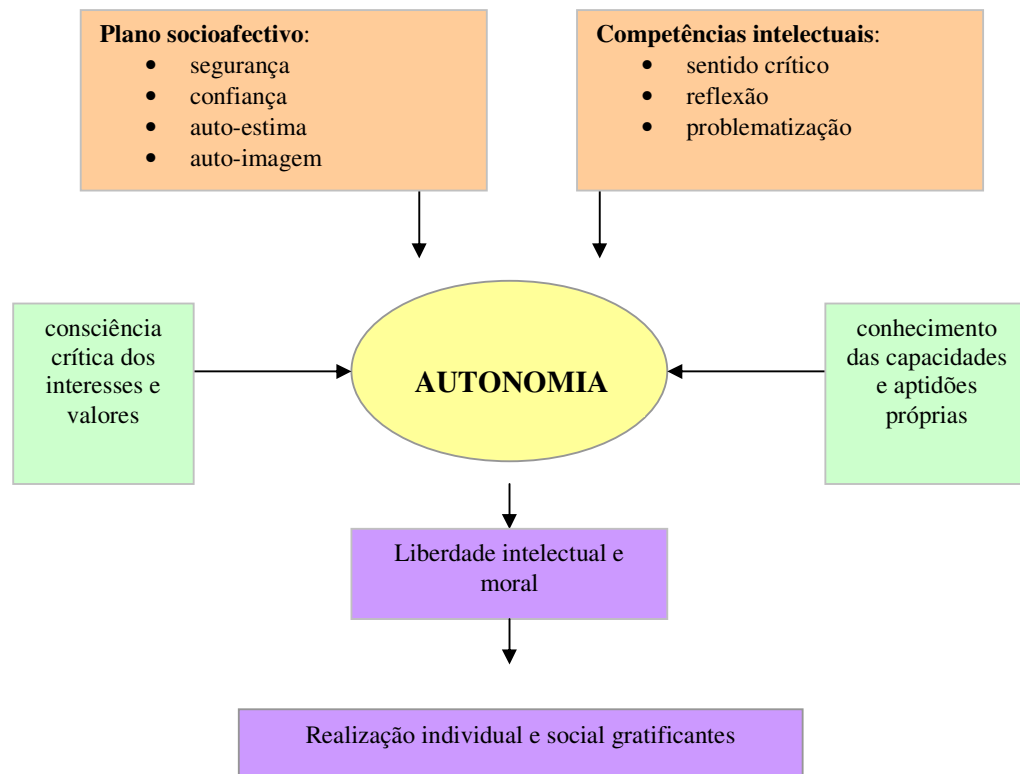 Plano socioafectivo:
• segurança
• confiança
• auto-estima
• auto-imagem
Competências intelectuais:
• sentido crítico
• reflexão
• problematização
consciência
crítica dos
interesses e
valores
AUTONOMIA
conhecimento
das capacidades
e aptidões
próprias
Liberdade intelectual e
moral
Realização individual e social gratificantes